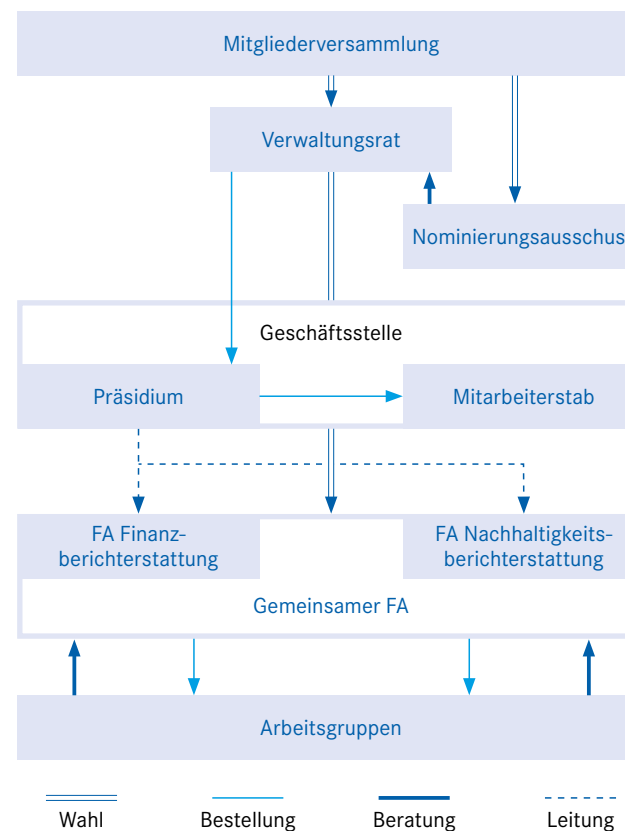 Mitgliederversammlung
Verwaltungsrat
Nominierungsausschus
Geschäftsstelle
Präsidium
Mitarbeiterstab
FA Finanz-
berichterstattung
FA Nachhaltigkeits-
berichterstattung
Gemeinsamer FA
Arbeitsgruppen
Wahl
Bestellung
Beratung
Leitung